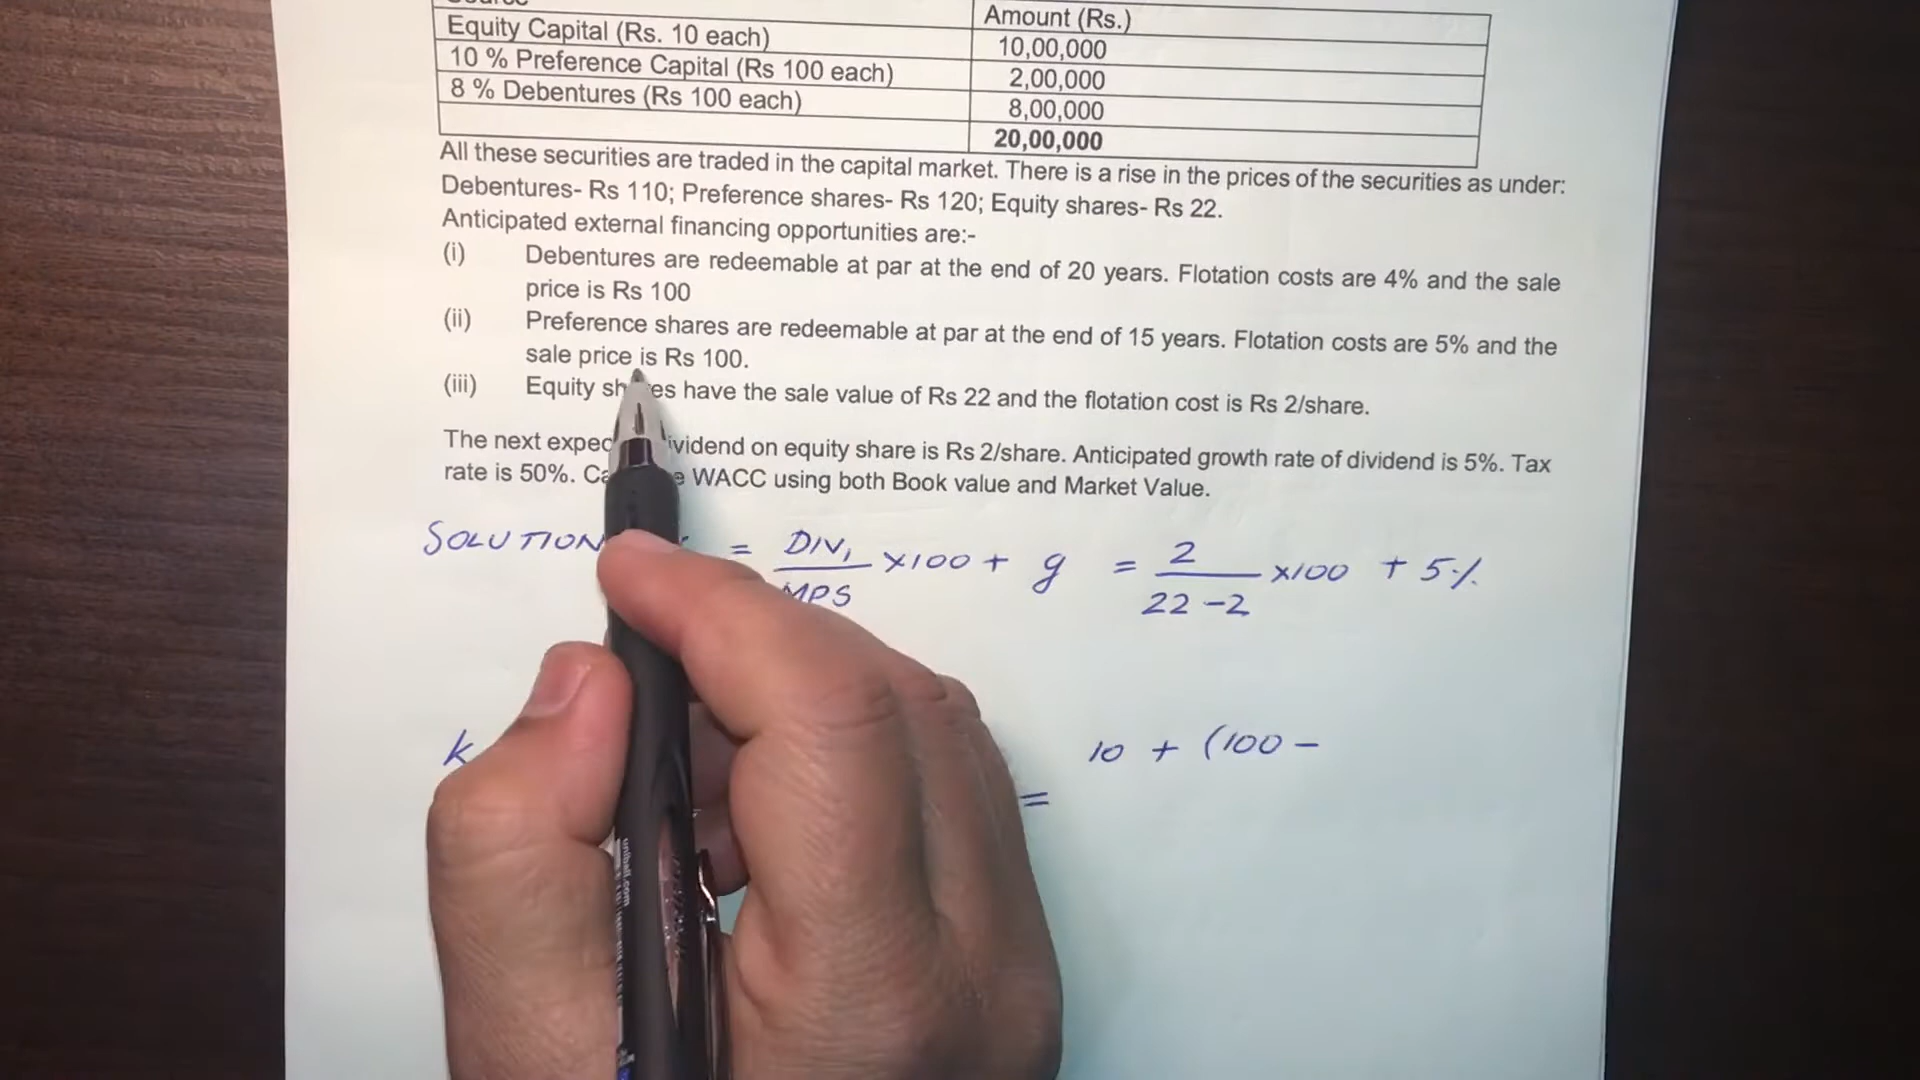 Amount (Rs.)
Equity Capital (Rs. 10 each) 10,00,000
10 % Preference Capital (Rs 100 each) 2,00,000
8 % Debentures (Rs 100 each) 8,00,000
20,00,000
All these securities are traded in the capital market. There is a rise in the prices of the securities as under:
Debentures- Rs 110; Preference shares- Rs 120; Equity shares- Rs 22.
Anticipated external financing opportunities are:-
(i) Debentures are redeemable at par at the end of 20 years. Flotation costs are 4% and the sale
price is Rs 100
(ii) Preference shares are redeemable at par at the end of 15 years. Flotation costs are 5% and the
sale price is Rs 100.
(iii) Equity sh es have the sale value of Rs 22 and the flotation cost is Rs 2/share.
The next expec ividend on equity share is Rs 2/share. Anticipated growth rate of dividend is 5%. Tax
rate is 50%. Ca e WACC using both Book value and Market Value.
SOLUTION = DIV₁ ×100 + g = 2 ×100 + 5%
MPS 22-2
k 10 + (100 -
=
uniball.com